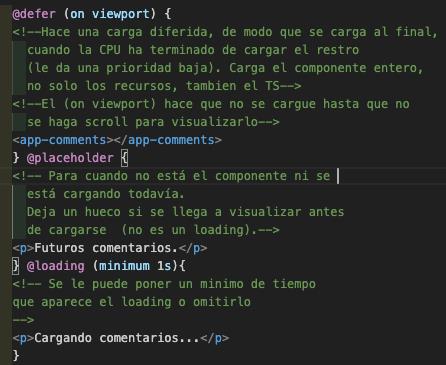 @defer (on viewport) {
<!--Hace una carga diferida, de modo que se carga al final,
cuando la CPU ha terminado de cargar el restro
(le da una prioridad baja). Carga el componente entero,
no solo los recursos, tambien el TS-->
<!--El (on viewport) hace que no se cargue hasta que no
se haga scroll para visualizarlo-->
<app-comments></app-comments>
} @placeholder {
<!-- Para cuando no está el componente ni se
está cargando todavía.
Deja un hueco si se llega a visualizar antes
de cargarse  (no es un loading).-->
<p>Futuros comentarios.</p>
} @loading (minimum 1s){
<!-- Se le puede poner un minimo de tiempo
que aparece el loading o omitirlo
-->
<p>Cargando comentarios...</p>
}